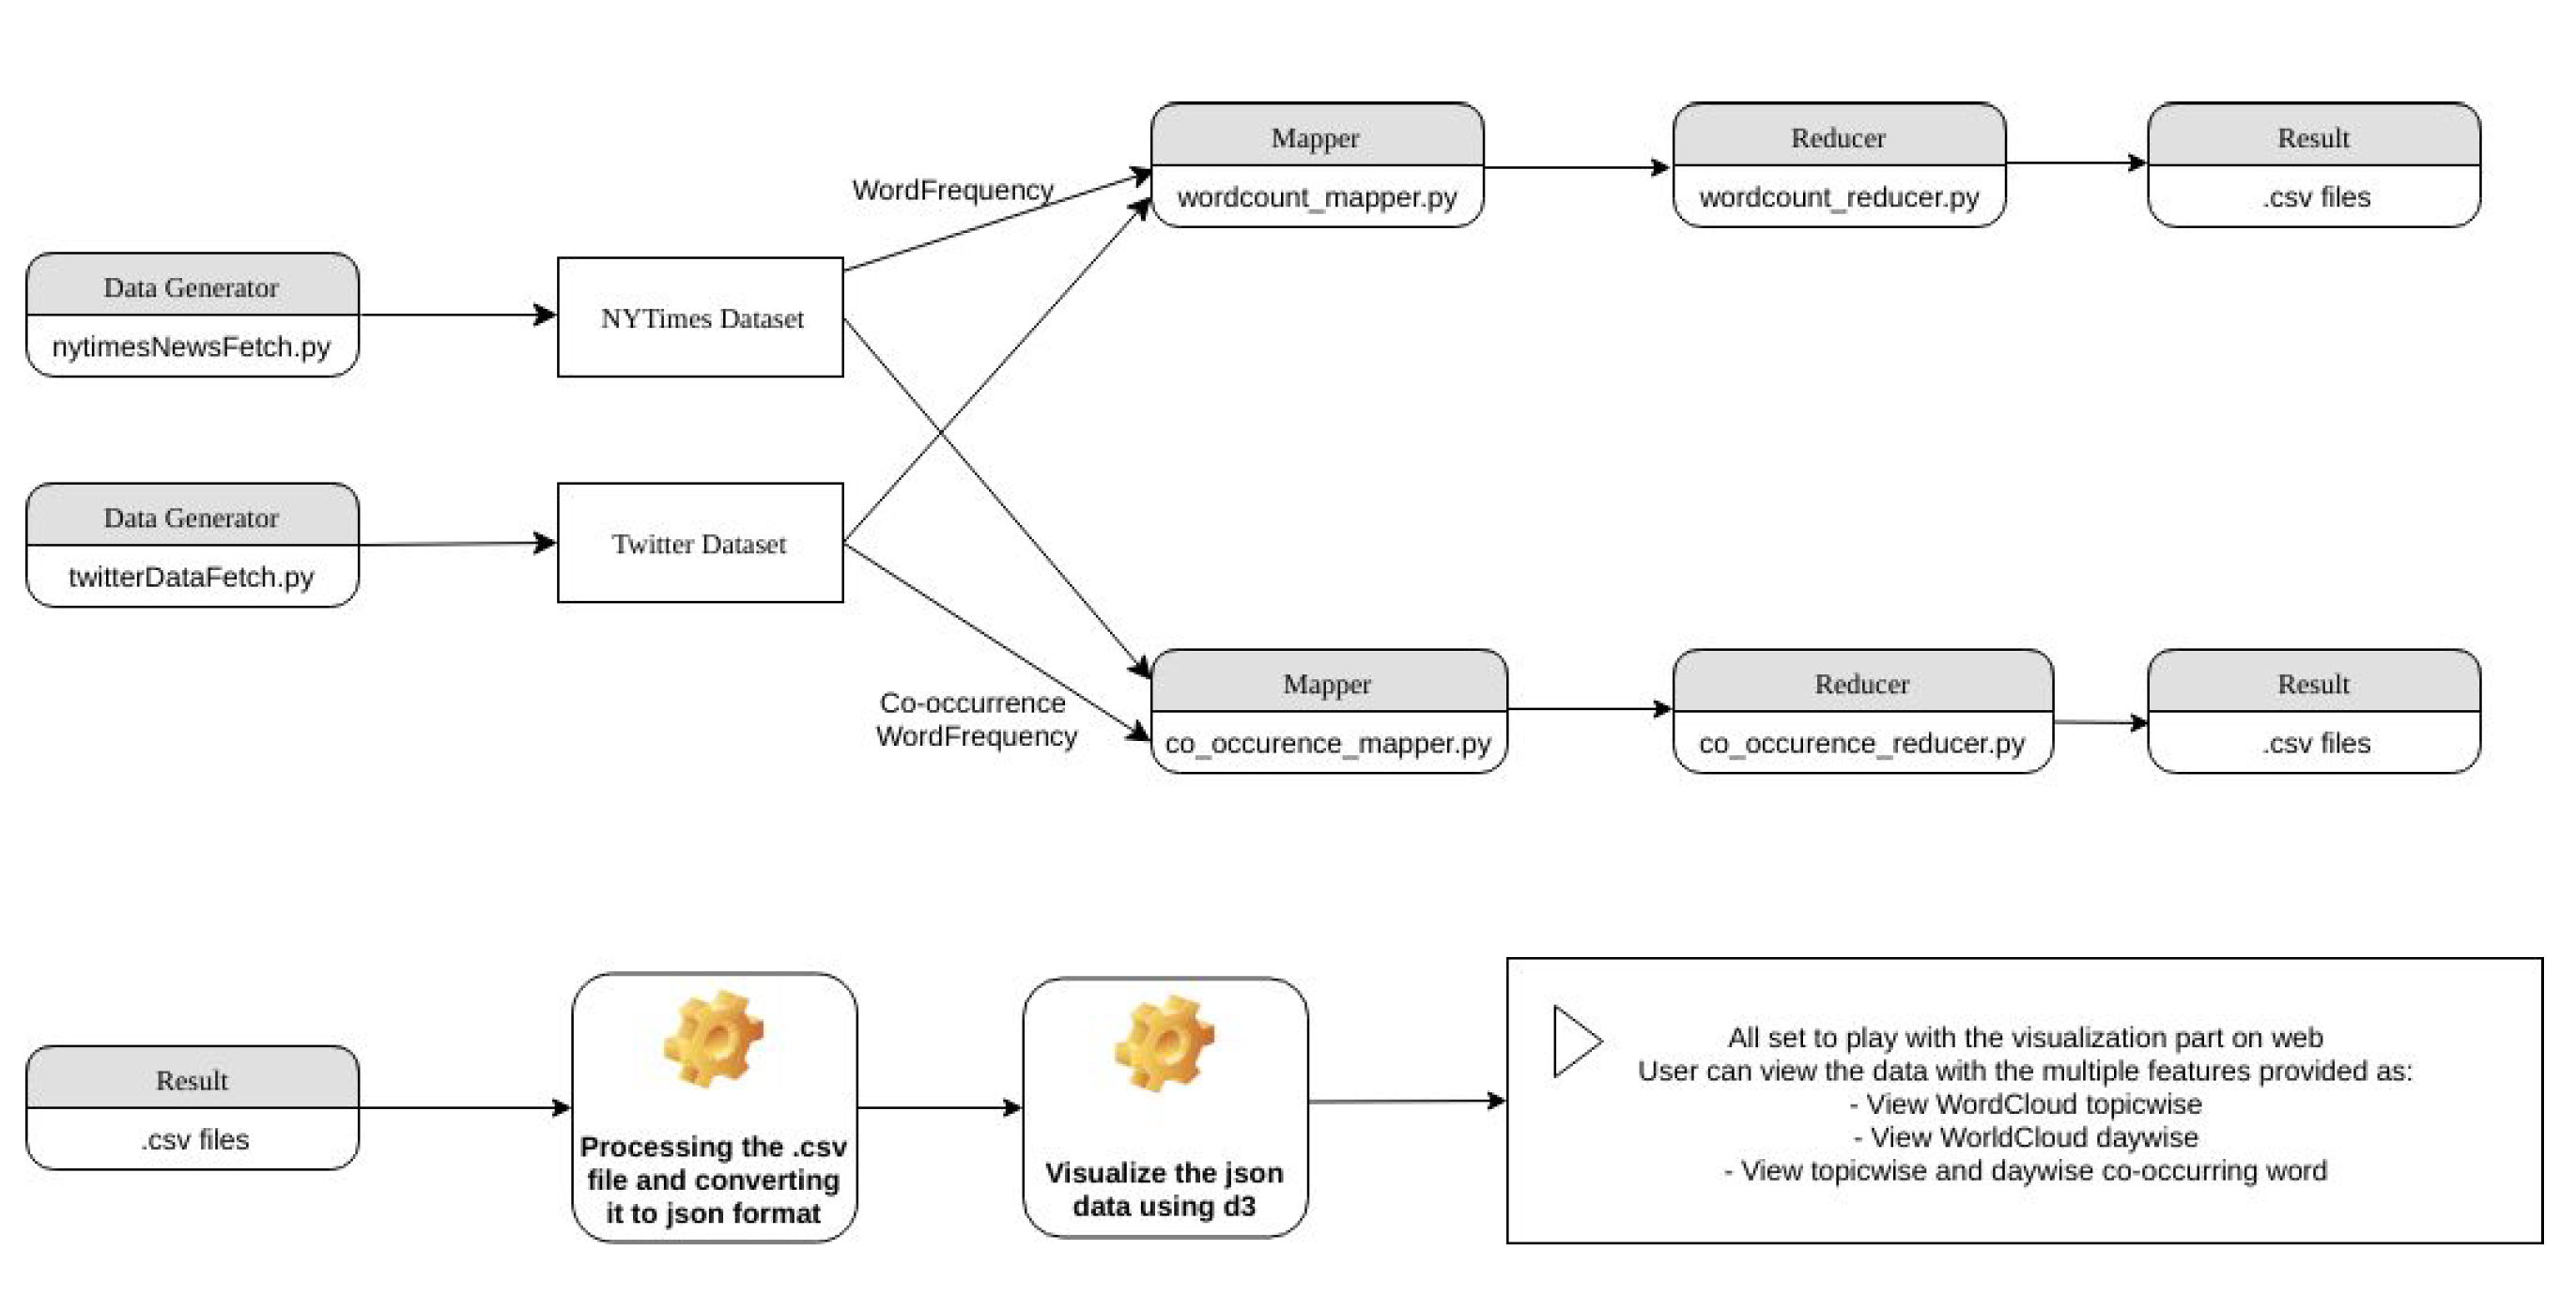 Mapper
wordcount_mapper.py
Reducer
wordcount_reducer.py
Result
.csv files
WordFrequency
Data Generator
nytimesNewsFetch.py
NYTimes Dataset
Data Generator
twitterDataFetch.py
Twitter Dataset
Co-occurrence
WordFrequency
Mapper
co_occurence_mapper.py
Reducer
co_occurence_reducer.py
Result
.csv files
Result
.csv files
Processing the .csv
file and converting
it to json format
Visualize the json
data using d3
All set to play with the visualization part on web
User can view the data with the multiple features provided as:
- View WordCloud topicwise
- View WorldCloud daywise
- View topicwise and daywise co-occurring word